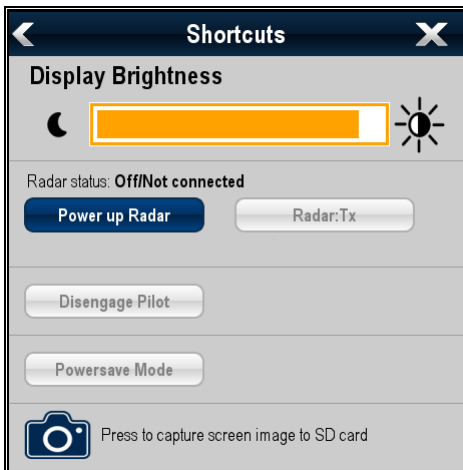 Shortcuts
Display Brightness
Radar status: Off/Not connected
Power up Radar Radar:Tx
Disengage Pilot
Powersave Mode
Press to capture screen image to SD card